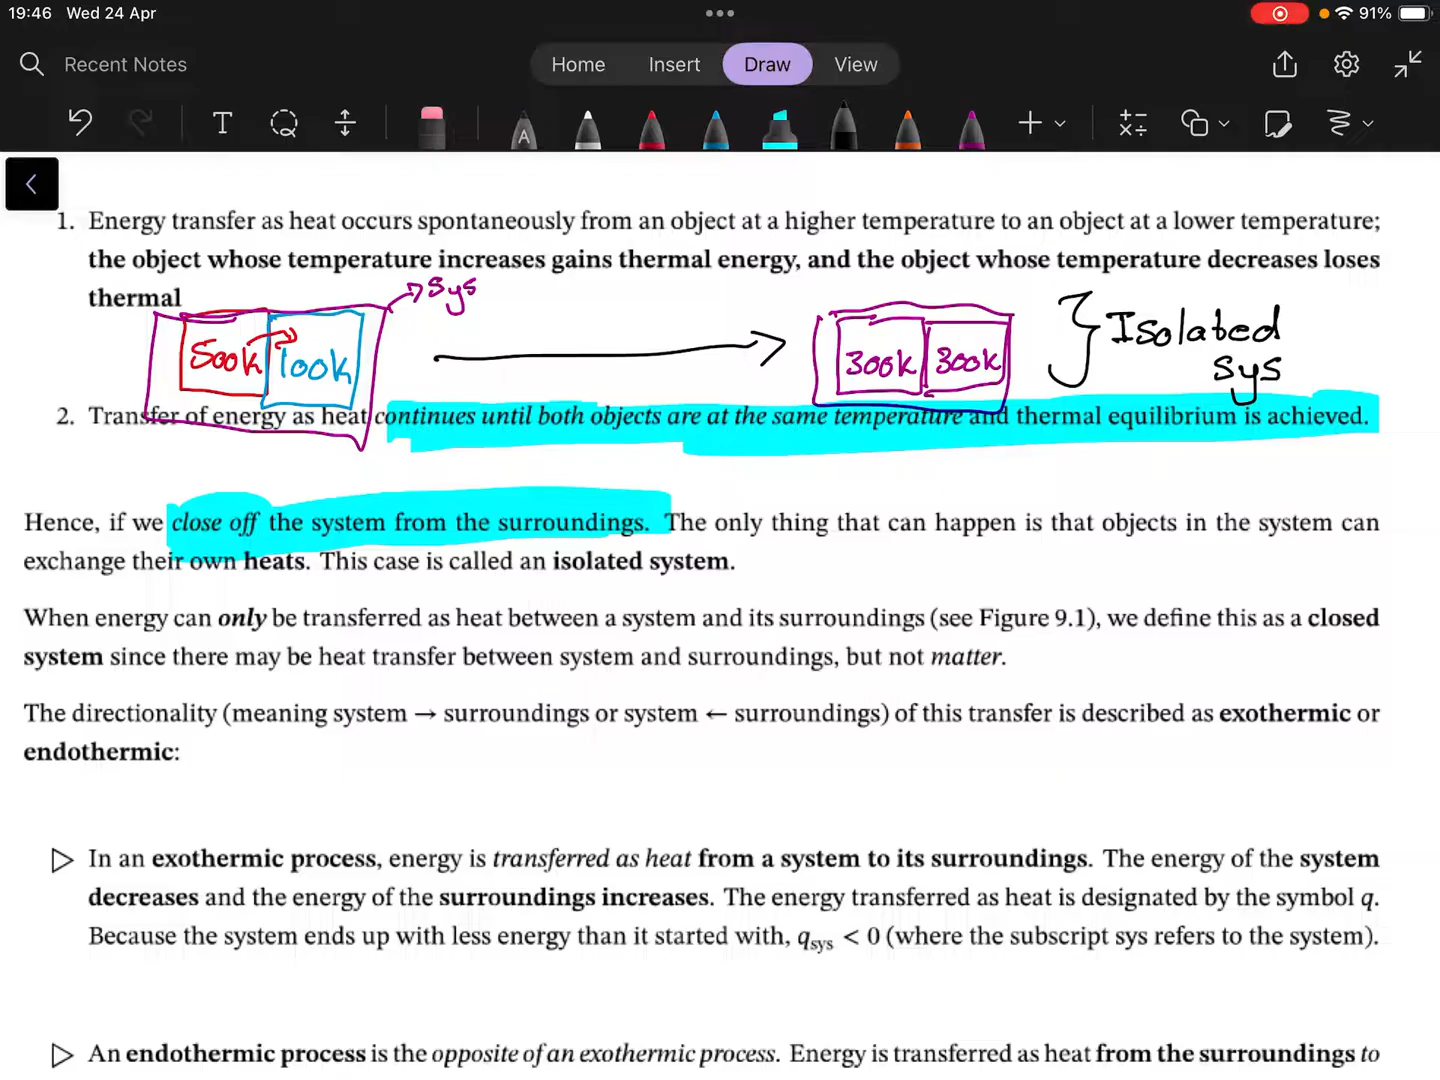 19:46 Wed 24 Apr
91%
Recent Notes
Home Insert Draw View
T
A
1. Energy transfer as heat occurs spontaneously from an object at a higher temperature to an object at a lower temperature;
the object whose temperature increases gains thermal energy, and the object whose temperature decreases loses
thermal
sys
500k 100k
300k 300k
Isolated
sys
2. Transfer of energy as heat continues until both objects are at the same temperature and thermal equilibrium is achieved.
Hence, if we close off the system from the surroundings. The only thing that can happen is that objects in the system can
exchange their own heats. This case is called an isolated system.
When energy can only be transferred as heat between a system and its surroundings (see Figure 9.1), we define this as a closed
system since there may be heat transfer between system and surroundings, but not matter.
The directionality (meaning system → surroundings or system ← surroundings) of this transfer is described as exothermic or
endothermic:
▷ In an exothermic process, energy is transferred as heat from a system to its surroundings. The energy of the system
decreases and the energy of the surroundings increases. The energy transferred as heat is designated by the symbol q.
Because the system ends up with less energy than it started with, qsys < 0 (where the subscript sys refers to the system).
▷ An endothermic process is the opposite of an exothermic process. Energy is transferred as heat from the surroundings to